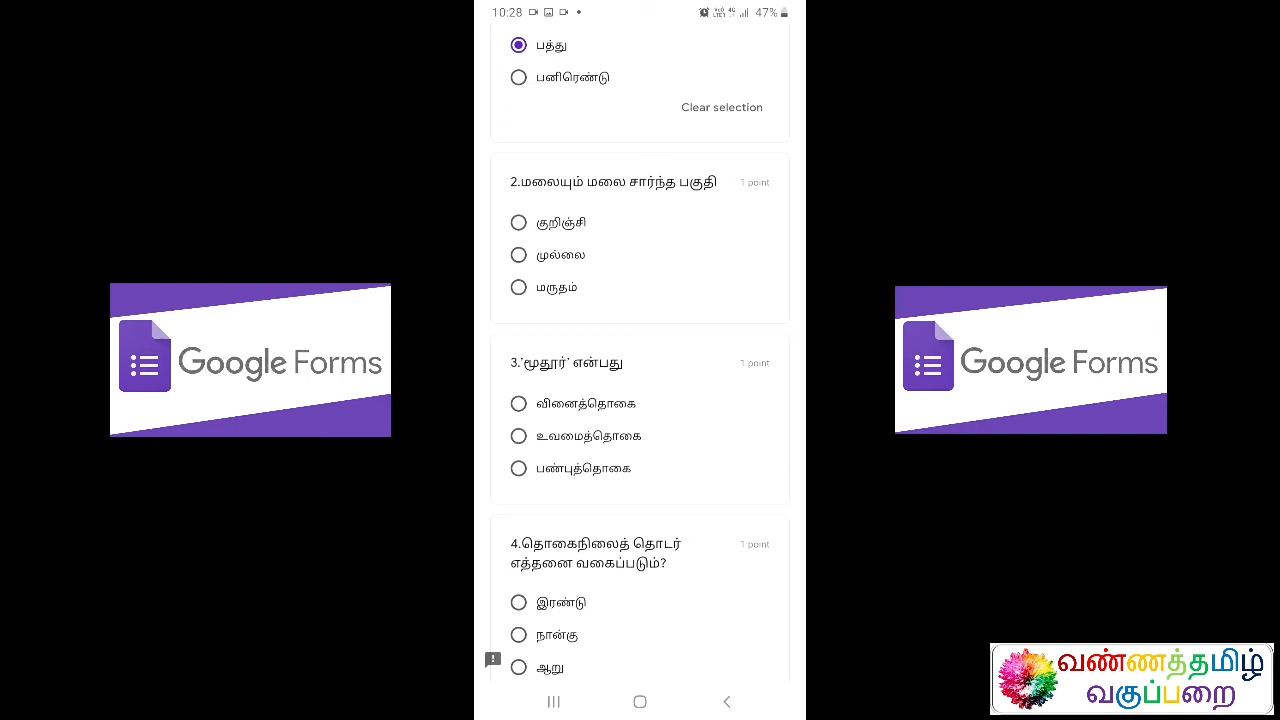 10:28
47%
பத்து
பனிரெண்டு
Clear selection
2.மலையும் மலை சார்ந்த பகுதி 1 point
குறிஞ்சி
முல்லை
மருதம்
3.'மூதூர்' என்பது 1 point
வினைத்தொகை
உவமைத்தொகை
பண்புத்தொகை
4.தொகைநிலைத் தொடர் 1 point
எத்தனை வகைப்படும்?
இரண்டு
நான்கு
ஆறு
Google Forms
Google Forms
வண்ணத்தமிழ்
வகுப்பறை